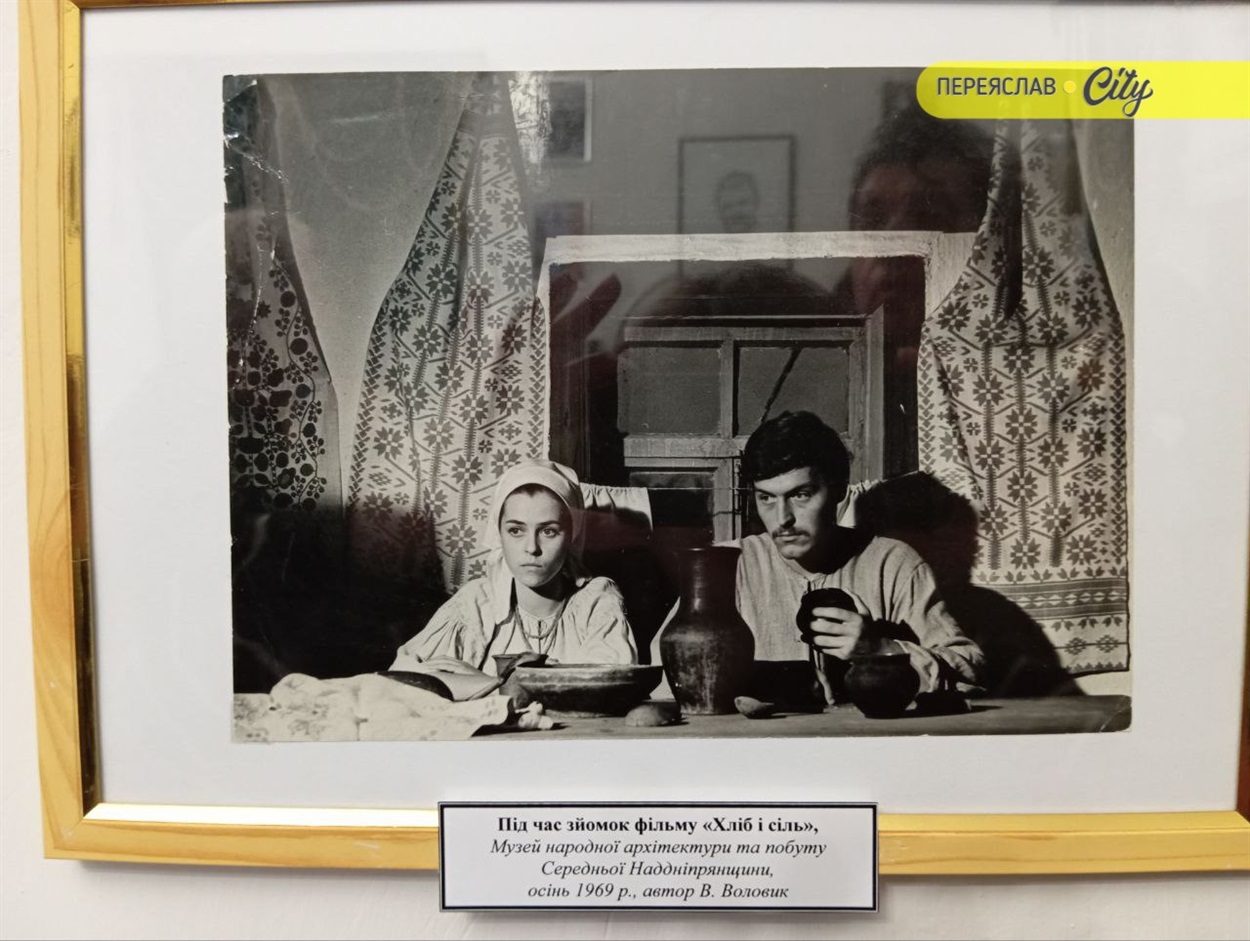 ПЕРЕЯСЛАВ City
Під час зйомок фільму «Хліб і сіль»,
Музей народної архітектури та побуту
Середньої Наддніпрянщини,
осінь 1969 р., автор В. Воловик